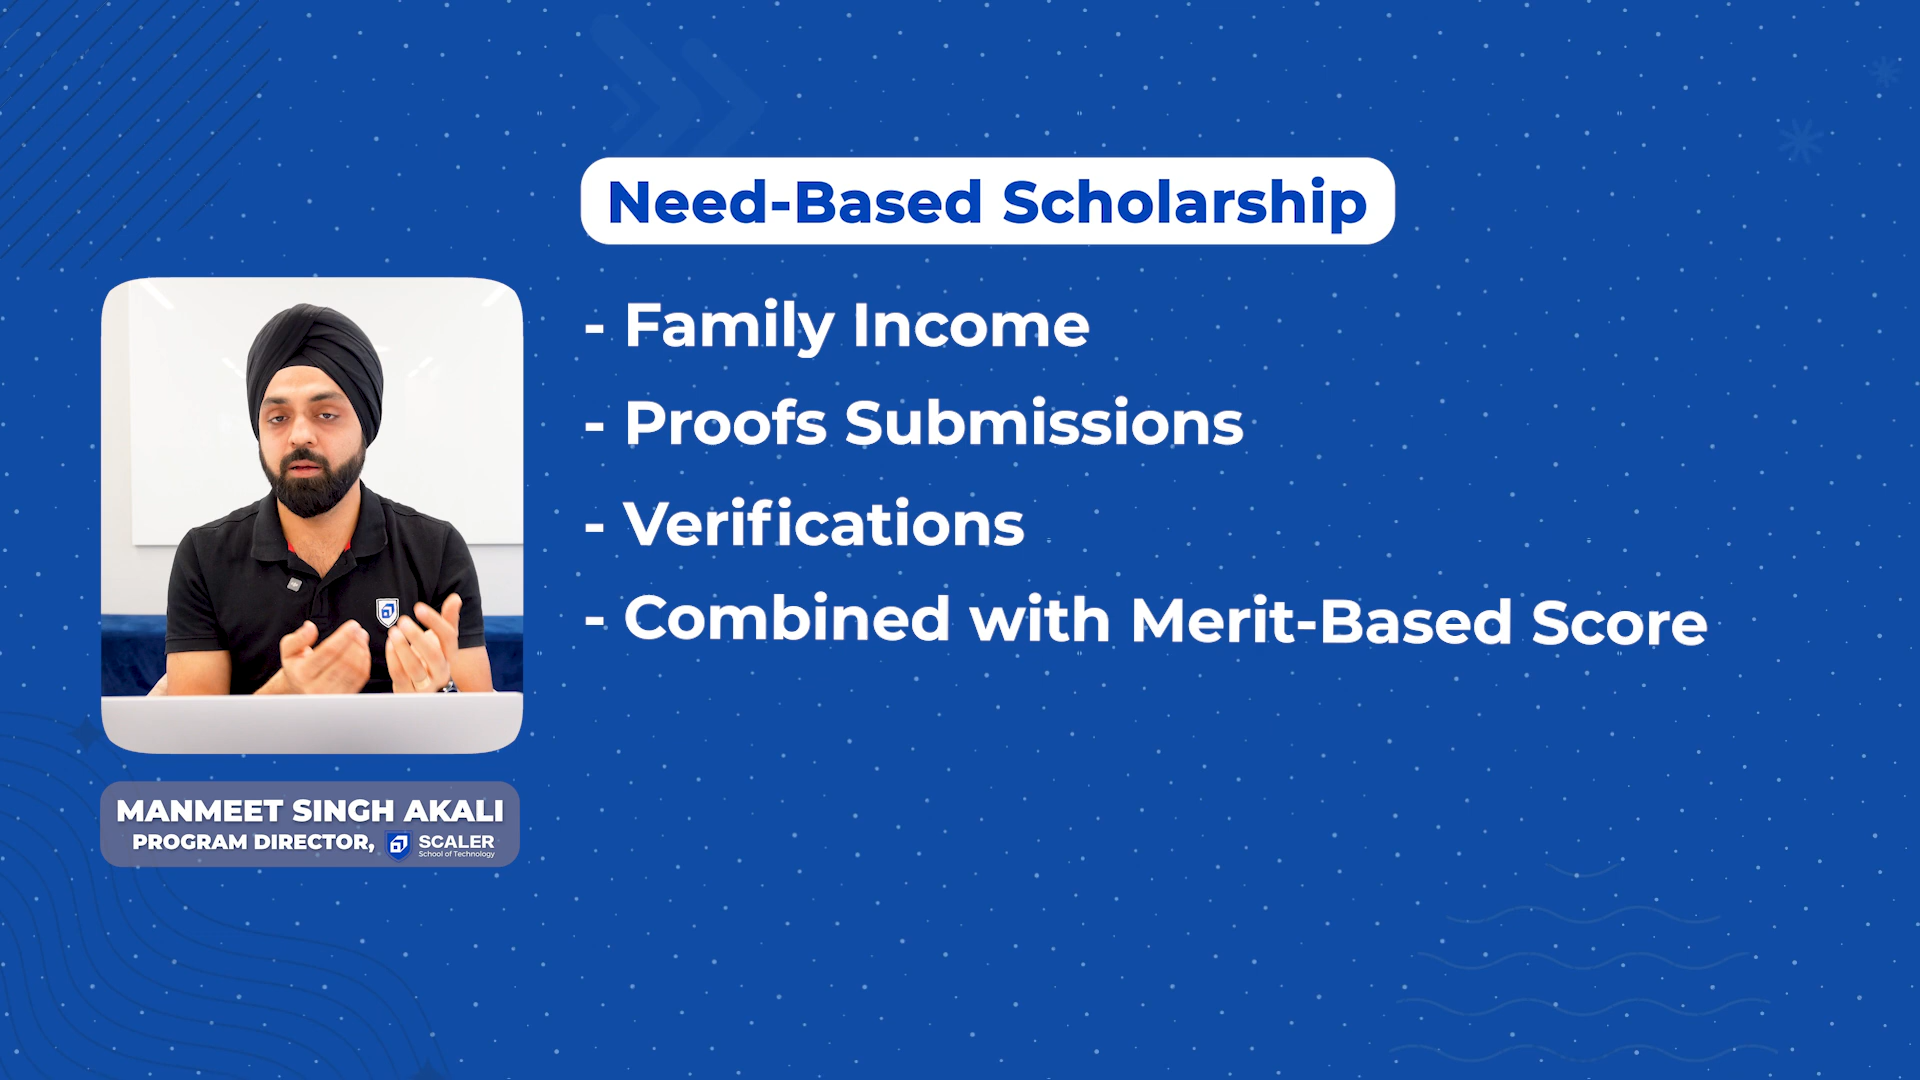 Need-Based Scholarship
- Family Income
- Proofs Submissions
- Verifications
- Combined with Merit-Based Score
MANMEET SINGH AKALI
PROGRAM DIRECTOR, SCALER
School of Technology